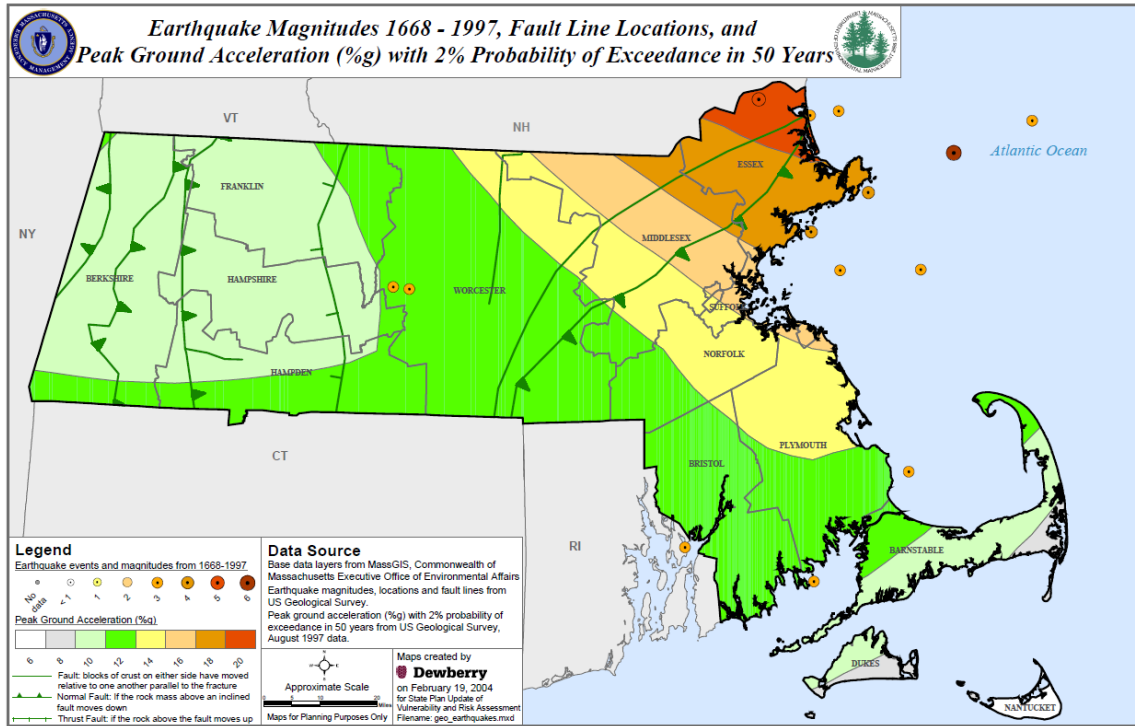 Earthquake Magnitudes 1668 - 1997, Fault Line Locations, and
Peak Ground Acceleration (%g) with 2% Probability of Exceedance in 50 Years
VT
NH
Atlantic Ocean
ESSEX
FRANKLIN
NY
MIDDLESEX
BERKSHIRE
HAMPSHIRE
WORCESTER
SUFFOLK
NORFOLK
HAMPDEN
PLYMOUTH
CT
BRISTOL
RI
BARNSTABLE
DUKES
NANTUCKET
Legend
Earthquake events and magnitudes from 1668-1997
No data
<1
1
2
3
4
5
6
Peak Ground Acceleration (%g)
6
8
10
12
14
16
18
20
Fault: blocks of crust on either side have moved
relative to one another parallel to the fracture
Normal Fault: If the rock mass above an inclined
fault moves down
Thrust Fault: if the rock above the fault moves up
Data Source
Base data layers from MassGIS, Commonwealth of
Massachusetts Executive Office of Environmental Affairs
Earthquake magnitudes, locations and fault lines from
US Geological Survey.
Peak ground acceleration (%g) with 2% probability of
exceedance in 50 years from US Geological Survey,
August 1997 data.
Approximate Scale
0 5 10 20
Miles
Maps for Planning Purposes Only
Maps created by
Dewberry
on February 19, 2004
for State Plan Update of
Vulnerability and Risk Assessment
Filename: geo_earthquakes.mxd